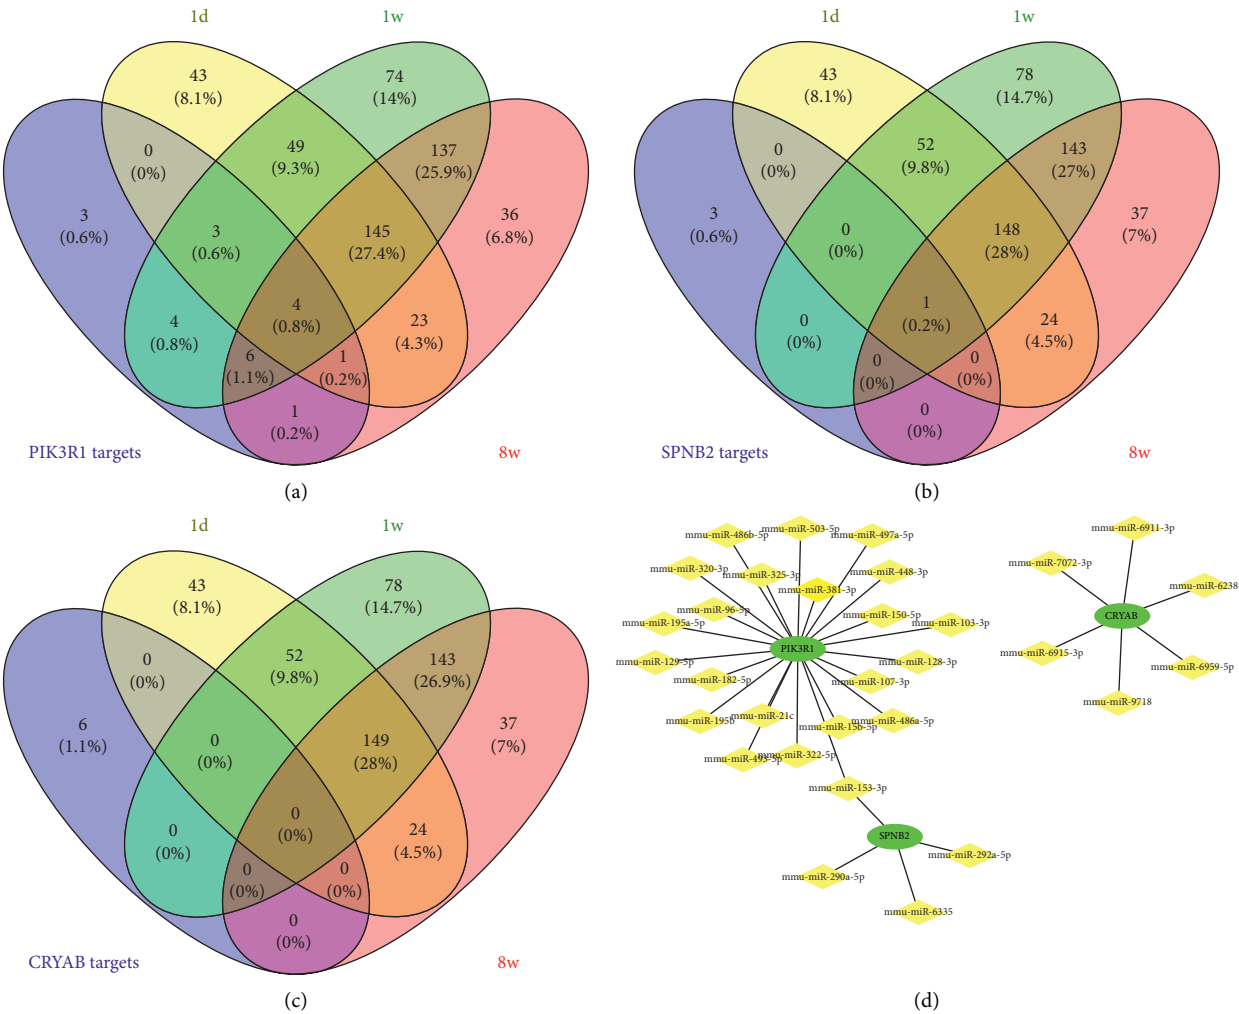 1d
1w
43
(8.1%)
74
(14%)
0
(0%)
49
(9.3%)
137
(25.9%)
3
(0.6%)
3
(0.6%)
145
(27.4%)
36
(6.8%)
4
(0.8%)
4
(0.8%)
23
(4.3%)
6
(1.1%)
1
(0.2%)
1
(0.2%)
PIK3R1 targets
8w
(a)
1d
1w
43
(8.1%)
78
(14.7%)
0
(0%)
52
(9.8%)
143
(27%)
3
(0.6%)
0
(0%)
148
(28%)
37
(7%)
0
(0%)
1
(0.2%)
24
(4.5%)
0
(0%)
0
(0%)
0
(0%)
SPNB2 targets
8w
(b)
1d
1w
43
(8.1%)
78
(14.7%)
0
(0%)
52
(9.8%)
143
(26.9%)
6
(1.1%)
0
(0%)
149
(28%)
37
(7%)
0
(0%)
0
(0%)
24
(4.5%)
0
(0%)
0
(0%)
0
(0%)
CRYAB targets
8w
(c)
mmu-miR-486b-5p
mmu-miR-503-5p
mmu-miR-497a-5p
mmu-miR-320-3p
mmu-miR-325-3p
mmu-miR-448-3p
mmu-miR-381-3p
mmu-miR-96-5p
mmu-miR-150-5p
mmu-miR-195a-5p
mmu-miR-103-3p
PIK3R1
mmu-miR-129-5p
mmu-miR-128-3p
mmu-miR-182-5p
mmu-miR-107-3p
mmu-miR-195b
mmu-miR-21c
mmu-miR-15b-5p
mmu-miR-486a-5p
mmu-miR-495-3p
mmu-miR-322-5p
mmu-miR-153-3p
SPNB2
mmu-miR-292a-5p
mmu-miR-290a-5p
mmu-miR-6335
mmu-miR-6911-3p
mmu-miR-7072-3p
mmu-miR-6238
CRYAB
mmu-miR-6915-3p
mmu-miR-6959-5p
mmu-miR-9718
(d)